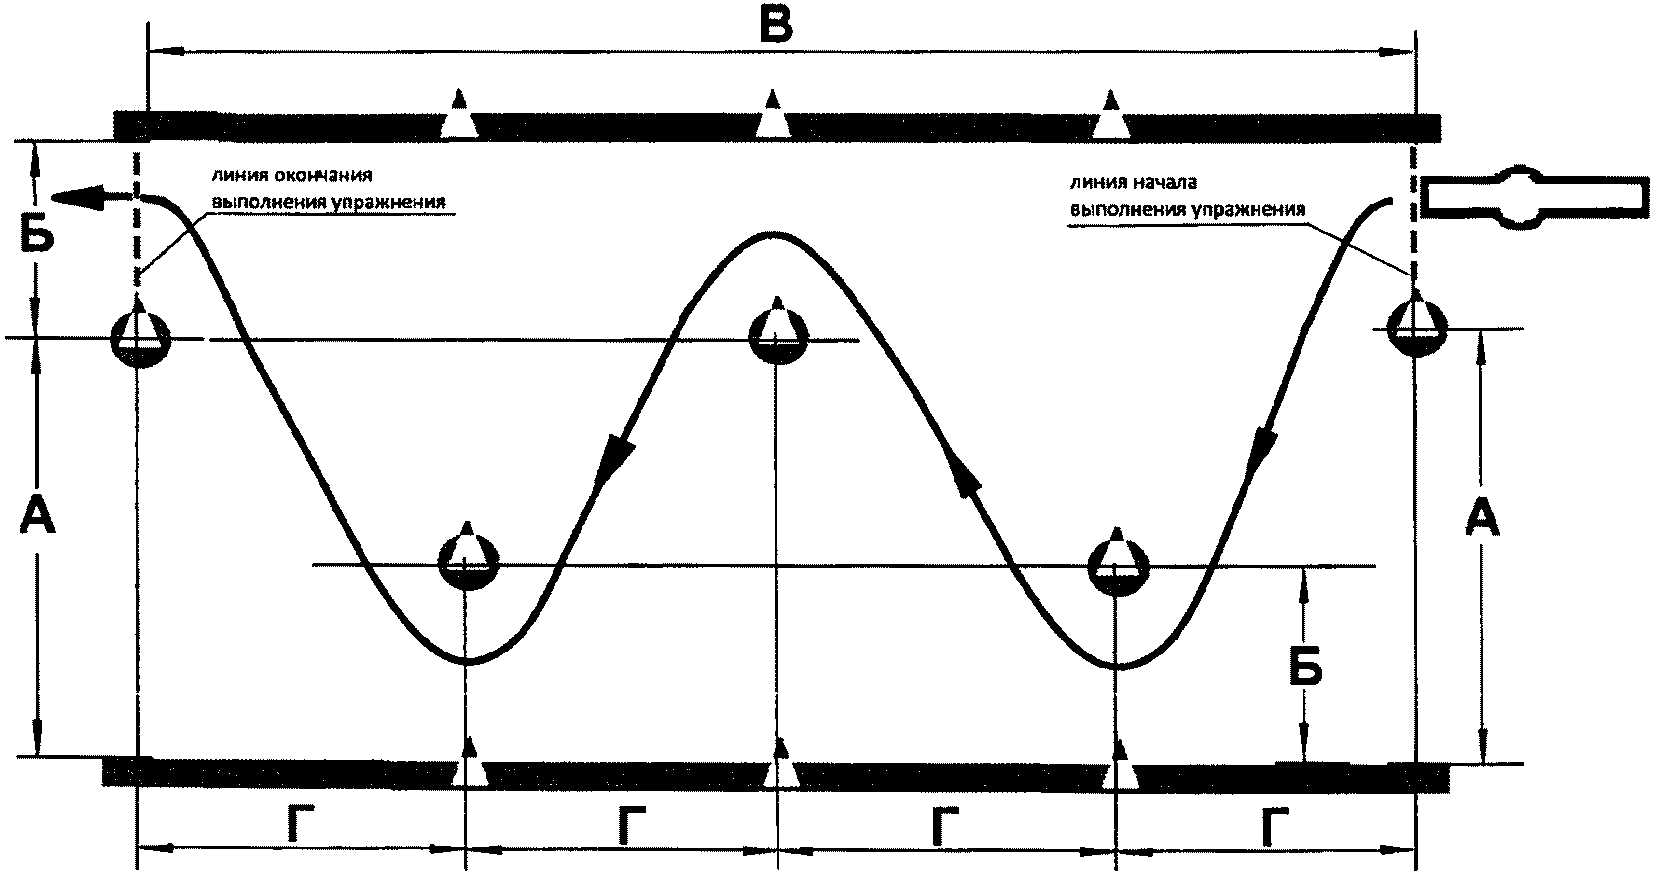 В
линия окончания
выполнения упражнения
линия начала
выполнения упражнения
Б
А
А
Б
Г
Г
Г
Г